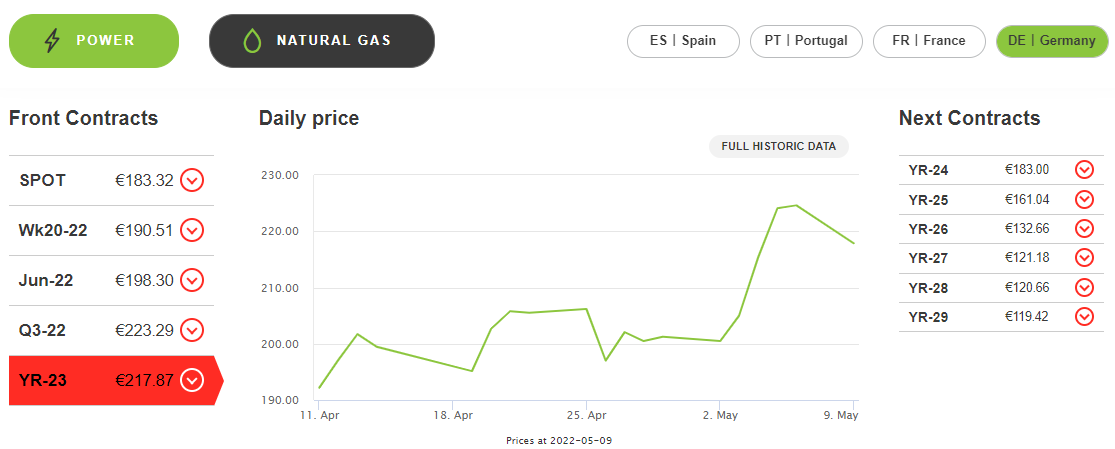 POWER
NATURAL GAS
ES | Spain
PT | Portugal
FR | France
DE | Germany
Front Contracts
SPOT €183.32
Wk20-22 €190.51
Jun-22 €198.30
Q3-22 €223.29
YR-23 €217.87
Daily price
FULL HISTORIC DATA
230.00
220.00
210.00
200.00
190.00
11. Apr 18. Apr 25. Apr 2. May 9. May
Prices at 2022-05-09
Next Contracts
YR-24 €183.00
YR-25 €161.04
YR-26 €132.66
YR-27 €121.18
YR-28 €120.66
YR-29 €119.42